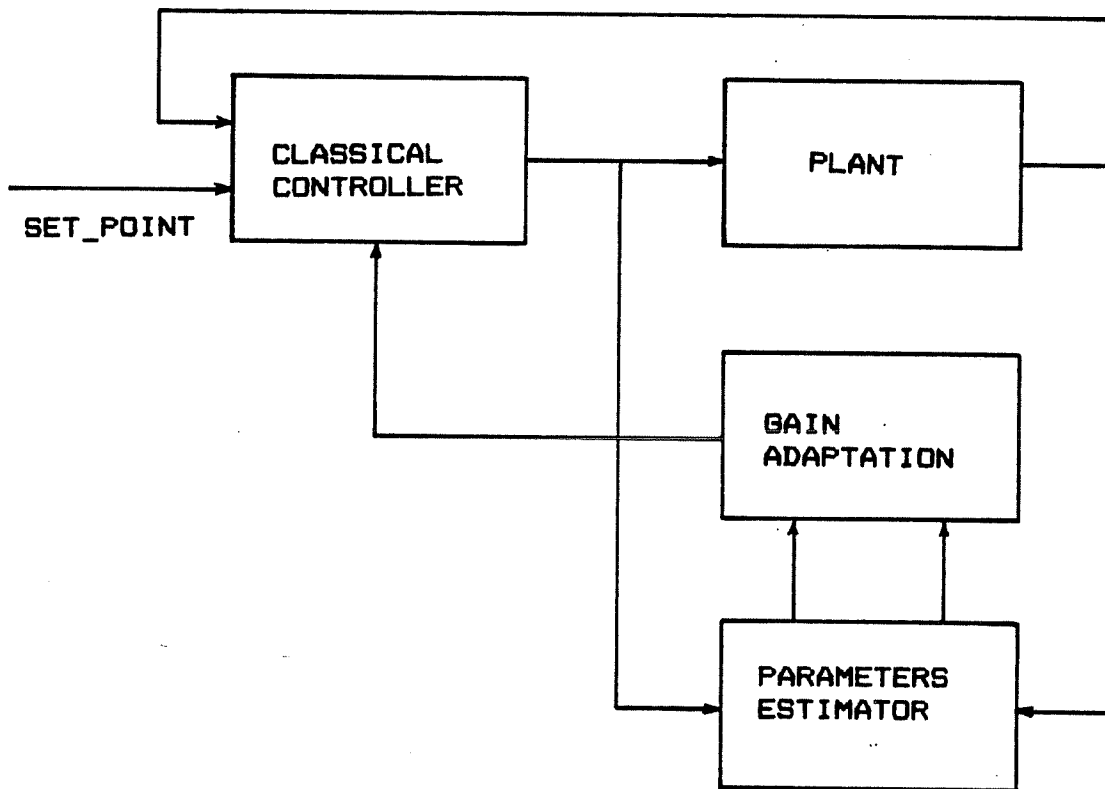 CLASSICAL
CONTROLLER
PLANT
SET_POINT
GAIN
ADAPTATION
PARAMETERS
ESTIMATOR